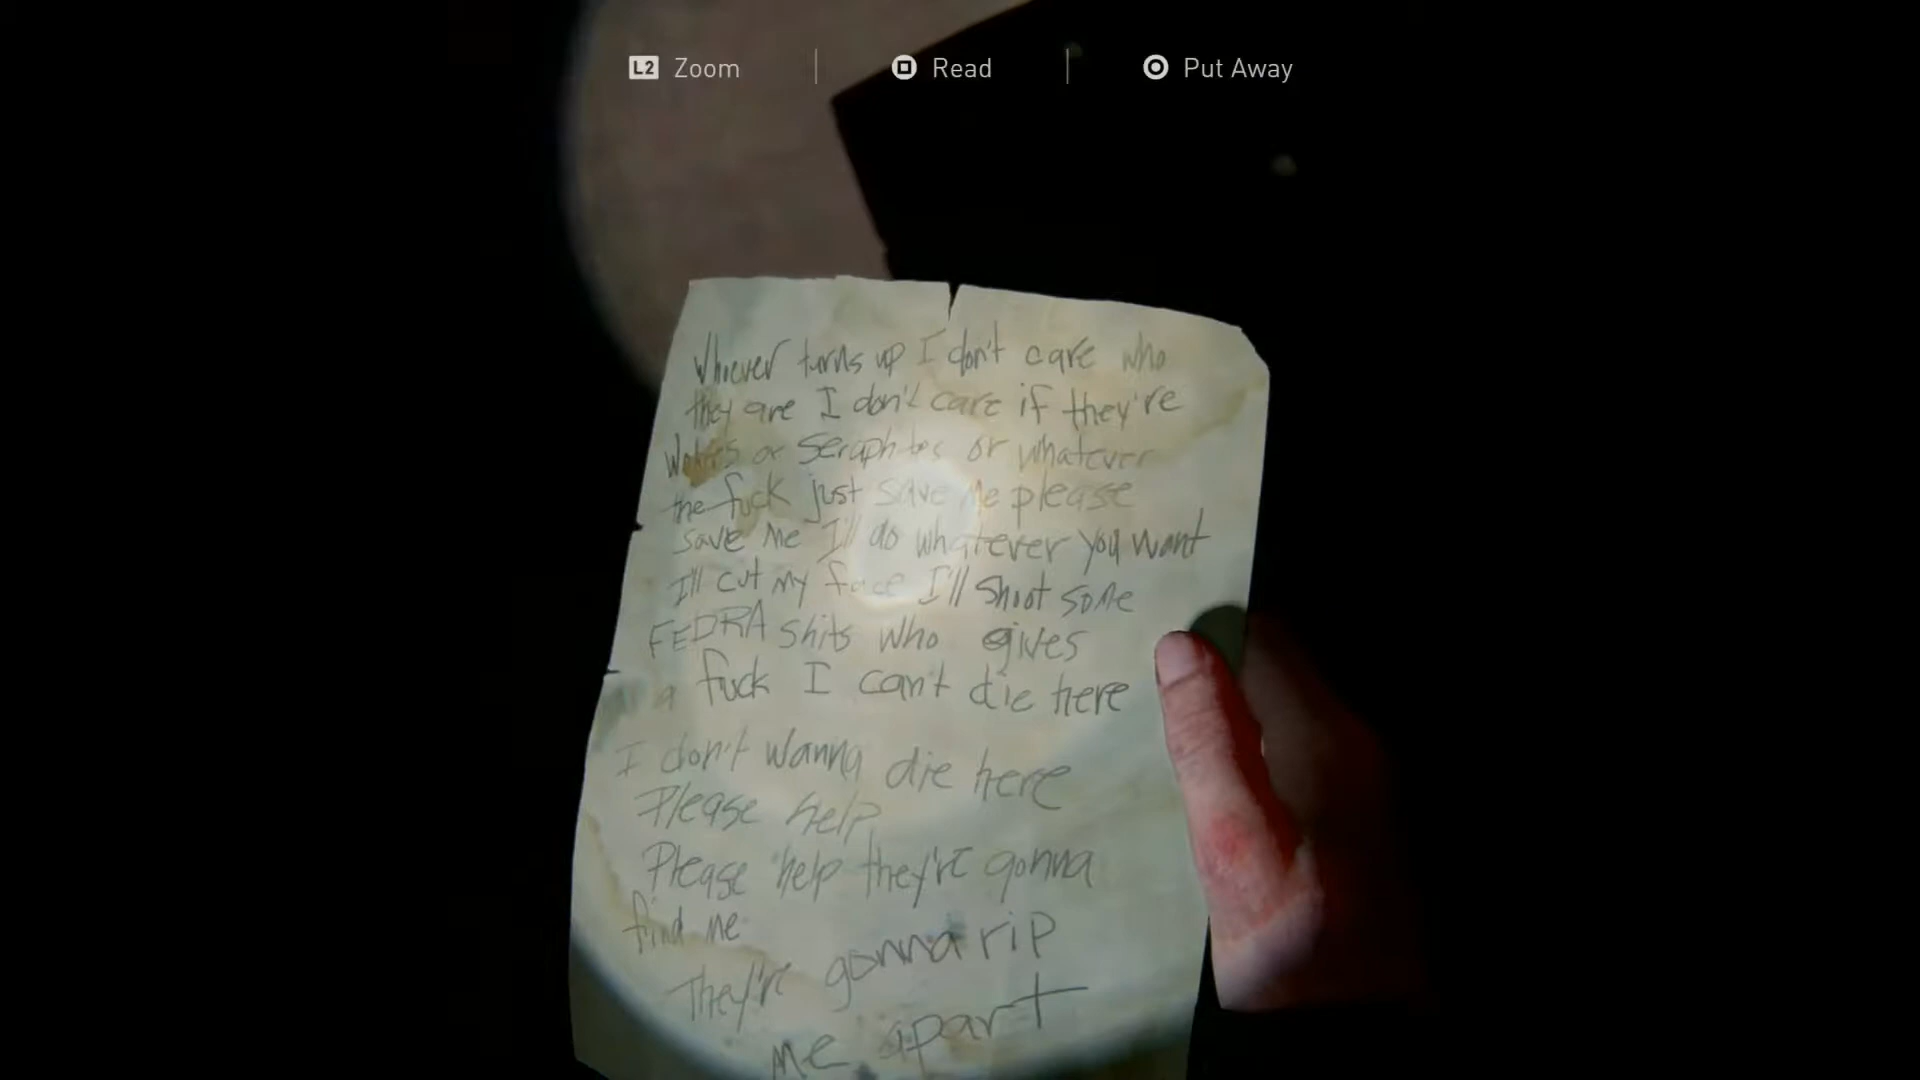 L2 Zoom | Read | Put Away
Whoever turns up I don't care who
they are I don't care if they're
Wolves or Seraphites or whatever
the fuck just save me please
save me I'll do whatever you want
I'll cut my face I'll shoot some
FEDRA shits who gives
a fuck I can't die here
I don't wanna die here
Please help
Please help they're gonna
find me
They're gonna rip
me apart